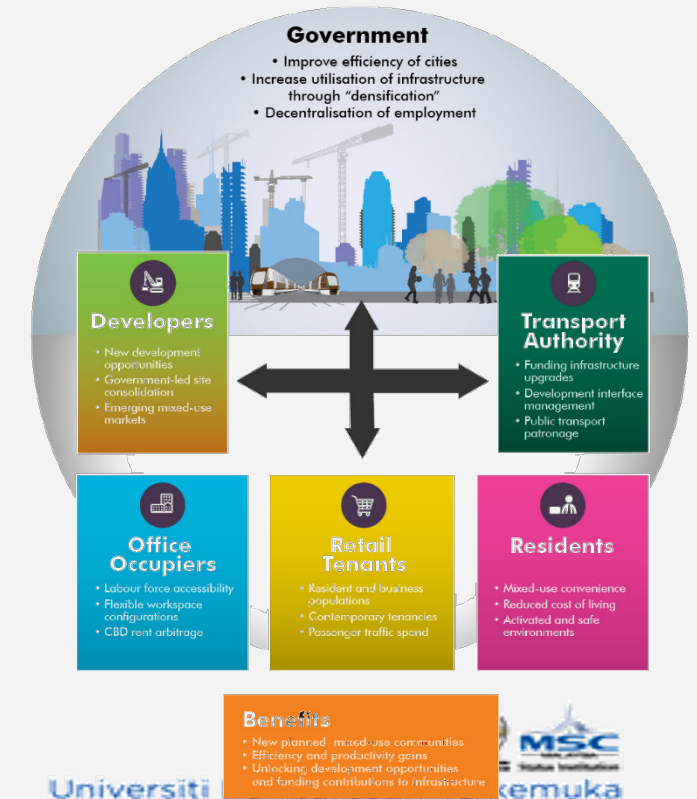 Government
• Improve efficiency of cities
• Increase utilisation of infrastructure
through “densification”
• Decentralisation of employment
Developers
• New development
opportunities
• Government-led site
consolidation
• Emerging mixed-use
markets
Transport
Authority
• Funding infrastructure
upgrades
• Development interface
management
• Public transport
patronage
Office
Occupiers
• Labour force accessibility
• Flexible workspace
configurations
• CBD rent arbitrage
Retail
Tenants
• Resident and business
populations
• Contemporary tenancies
• Passenger traffic spend
Residents
• Mixed-use convenience
• Reduced cost of living
• Activated and safe
environments
Benefits
• New planned mixed-use communities
• Efficiency and productivity gains
• Unlocking development opportunities
and funding contributions to infrastructure
MSC
MALAYSIA
Status Institution
Universiti